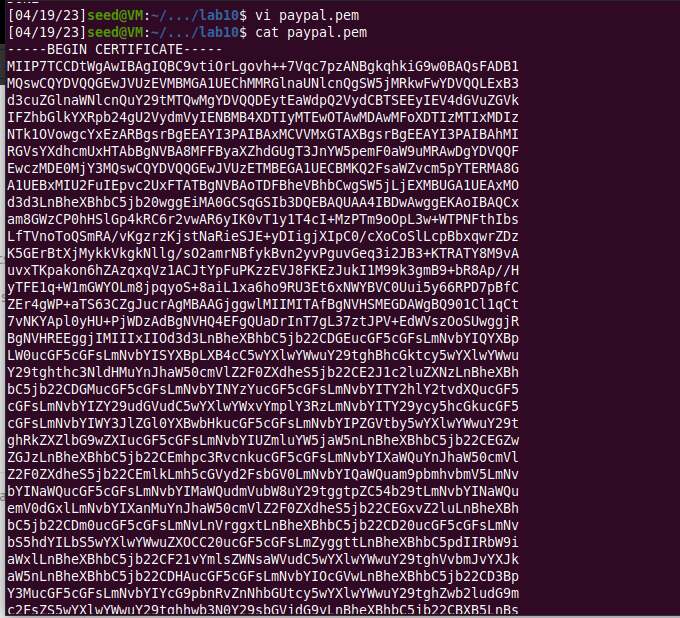 [04/19/23]seed@VM:~/.../lab10$ vi paypal.pem
[04/19/23]seed@VM:~/.../lab10$ cat paypal.pem
-----BEGIN CERTIFICATE-----
MIIP7TCCDtWgAwIBAgIQBC9vtiOrLgovh++7Vqc7pzANBgkqhkiG9w0BAQsFADB1
MQswCQYDVQQGEwJVUzEVMBMGA1UEChMMRGlnaUNlcnQgSW5jMRkwFwYDVQQLExB3
d3cuZGlnaWNlcnQuY29tMTQwMgYDVQQDEytEaWdpQ2VydCBTSEEyIEV4dGVuZGVk
IFZhbGlkYXRpb24gU2VydmVyIENBMB4XDTIyMTEwOTAwMDAwMFoXDTIzMTIxMDIz
NTk1OVowgcYxEzARBgsrBgEEAYI3PAIBAxMCVVMxGTAXBgsrBgEEAYI3PAIBAhMI
RGVsYXdhcmUxHTAbBgNVBA8MFFByaXZhdGUgT3JnYW5pemF0aW9uMRAwDgYDVQQF
EwczMDE0MjY3MQswCQYDVQQGEwJVUzETMBEGA1UECBMKQ2FsaWZvcm5pYTERMA8G
A1UEBxMIU2FuIEpvc2UxFTATBgNVBAoTDFBheVBhbCwgSW5jLjEXMBUGA1UEAxMO
d3d3LnBheXBhbC5jb20wggEiMA0GCSqGSIb3DQEBAQUAA4IBDwAwggEKAoIBAQCx
am8GWzCP0hHSlGp4kRC6r2vwAR6yIK0vT1y1T4cI+MzPTm9oOpL3w+WTPNFthIbs
LfTVnoToQSmRA/vKgzrzKjstNaRieSJE+yDIigjXIpC0/cXoCoSlLcpBbxqwrZDz
K5GErBtXjMykkVkgkNllg/sO2amrNBfykBvn2yvPguvGeq3i2JB3+KTRATY8M9vA
uvxTKpakon6hZAzqxqVz1ACJtYpFuPKzzEVJ8FKEzJukI1M99k3gmB9+bR8Ap//H
yTFE1q+W1mGWYOLm8jpqyoS+8aiL1xa6ho9RU3Et6xNWYBVC0Uui5y66RPD7pBfC
ZEr4gWP+aTS63CZgJucrAgMBAAGjggwlMIIMITAfBgNVHSMEGDAWgBQ901Cl1qCt
7vNKYApl0yHU+PjWDzAdBgNVHQ4EFgQUaDrInT7gL37ztJPV+EdWVszOoSUwggjR
BgNVHREEggjIMIIIxIIOd3d3LnBheXBhbC5jb22CDGEucGF5cGFsLmNvbYIQYXBp
LW0ucGF5cGFsLmNvbYISYXBpLXB4cC5wYXlwYWwuY29tghBhcGktcy5wYXlwYWwu
Y29tghthc3NldHMuYnJhaW50cmVlZ2F0ZXdheS5jb22CE2J1c2luZXNzLnBheXBh
bC5jb22CDGMucGF5cGFsLmNvbYINYzYucGF5cGFsLmNvbYITY2hlY2tvdXQucGF5
cGFsLmNvbYIZY29udGVudC5wYXlwYWxvYmplY3RzLmNvbYITY29ycy5hcGkucGF5
cGFsLmNvbYIWY3JlZGl0YXBwbHkucGF5cGFsLmNvbYIPZGVtby5wYXlwYWwuY29t
ghRkZXZlbG9wZXIucGF5cGFsLmNvbYIUZmluYW5jaW5nLnBheXBhbC5jb22CEGZw
ZGJzLnBheXBhbC5jb22CEmhpc3RvcnkucGF5cGFsLmNvbYIXaWQuYnJhaW50cmVl
Z2F0ZXdheS5jb22CEmlkLmh5cGVyd2FsbGV0LmNvbYIQaWQuam9pbmhvbmV5LmNv
bYINaWQucGF5cGFsLmNvbYIMaWQudmVubW8uY29tggtpZC54b29tLmNvbYINaWQu
emV0dGxlLmNvbYIXanMuYnJhaW50cmVlZ2F0ZXdheS5jb22CEGxvZ2luLnBheXBh
bC5jb22CDm0ucGF5cGFsLmNvLnVrggxtLnBheXBhbC5jb22CD20ucGF5cGFsLmNv
bS5hdYILbS5wYXlwYWwuZXOCC20ucGF5cGFsLmZyggttLnBheXBhbC5pdIIRbW9i
aWxlLnBheXBhbC5jb22CF21vYmlsZWNsaWVudC5wYXlwYWwuY29tghVvbmJvYXJk
aW5nLnBheXBhbC5jb22CDHAucGF5cGFsLmNvbYIOcGVwLnBheXBhbC5jb22CD3Bp
Y3MucGF5cGFsLmNvbYIYcG9pbnRvZnNhbGUtcy5wYXlwYWwuY29tghZwb2ludG9m
c2FsZS5wYXlwYWwuY29tghhwb3N0Y29sbGVjdG9yLnBheXBhbC5jb22CBXB5LnBs